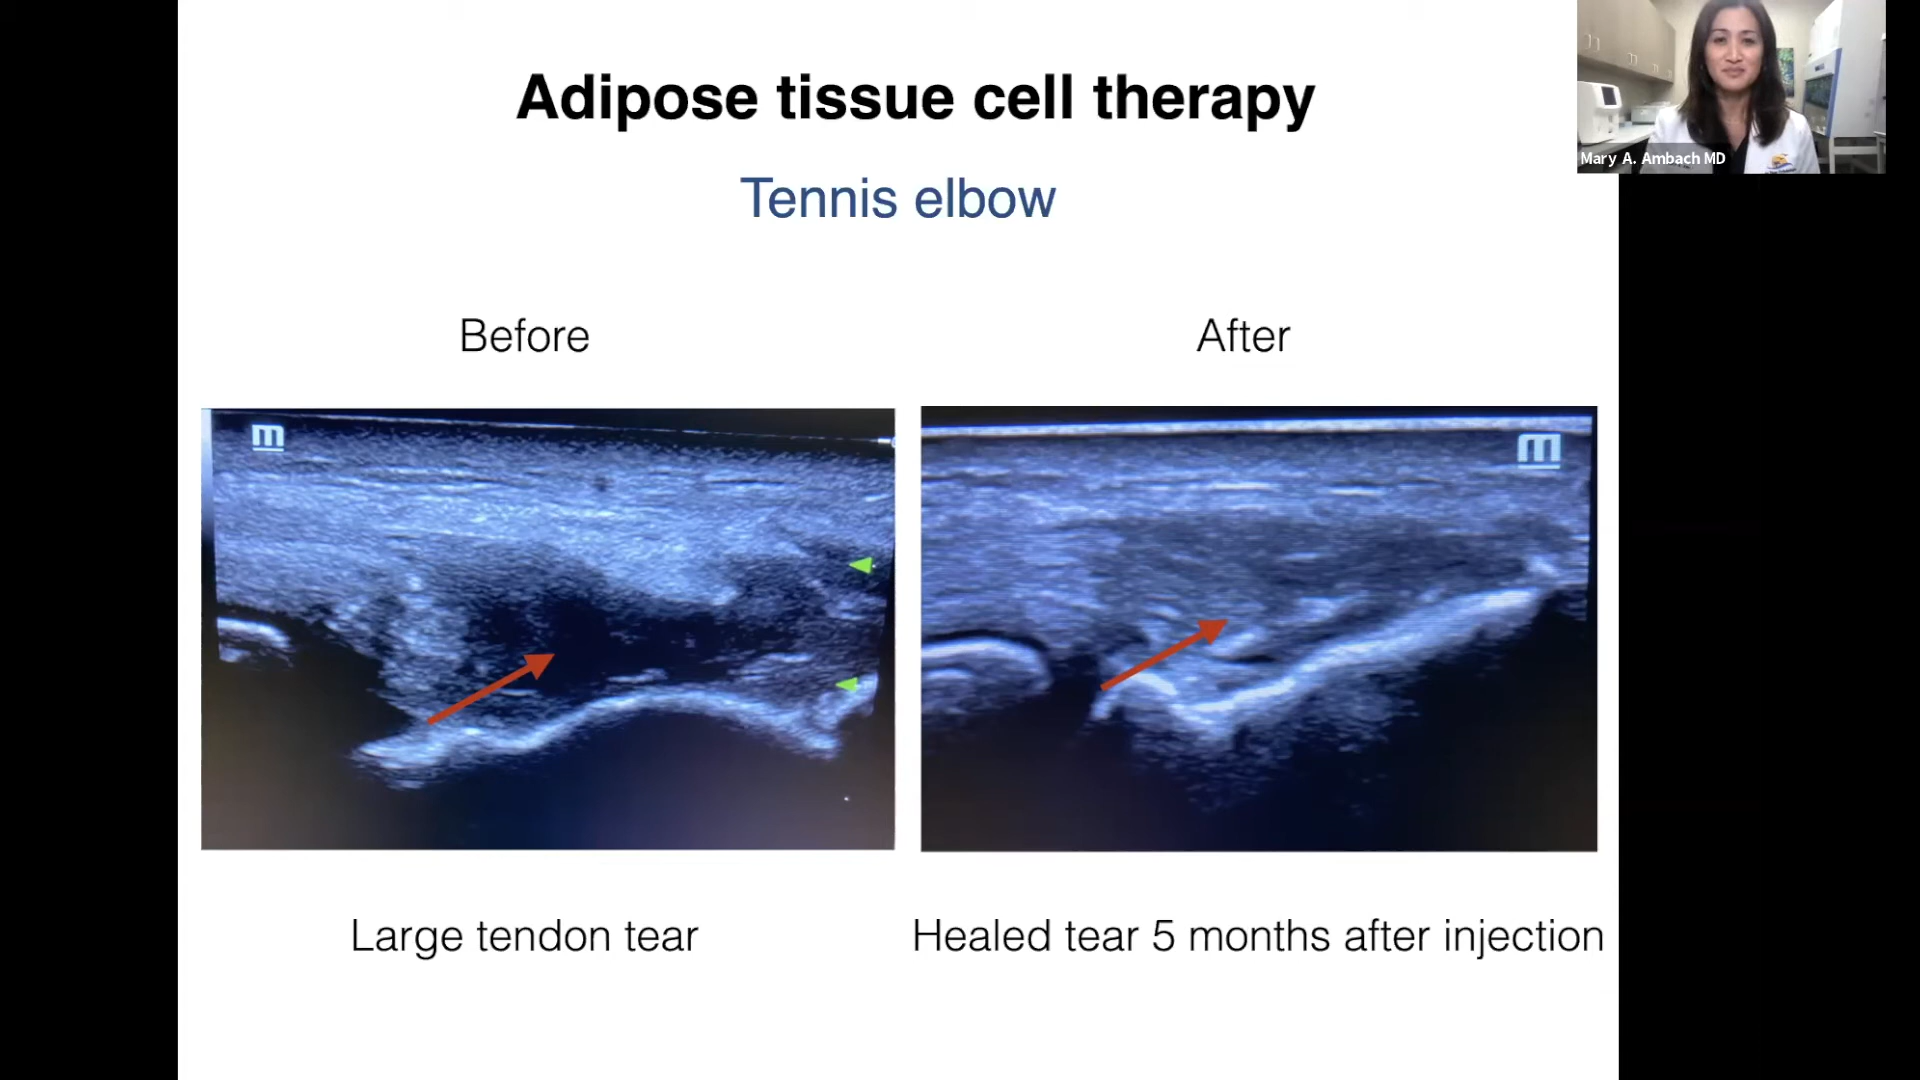 Adipose tissue cell therapy
Mary A. Ambach MD
Tennis elbow
Before
After
m
m
Large tendon tear
Healed tear 5 months after injection